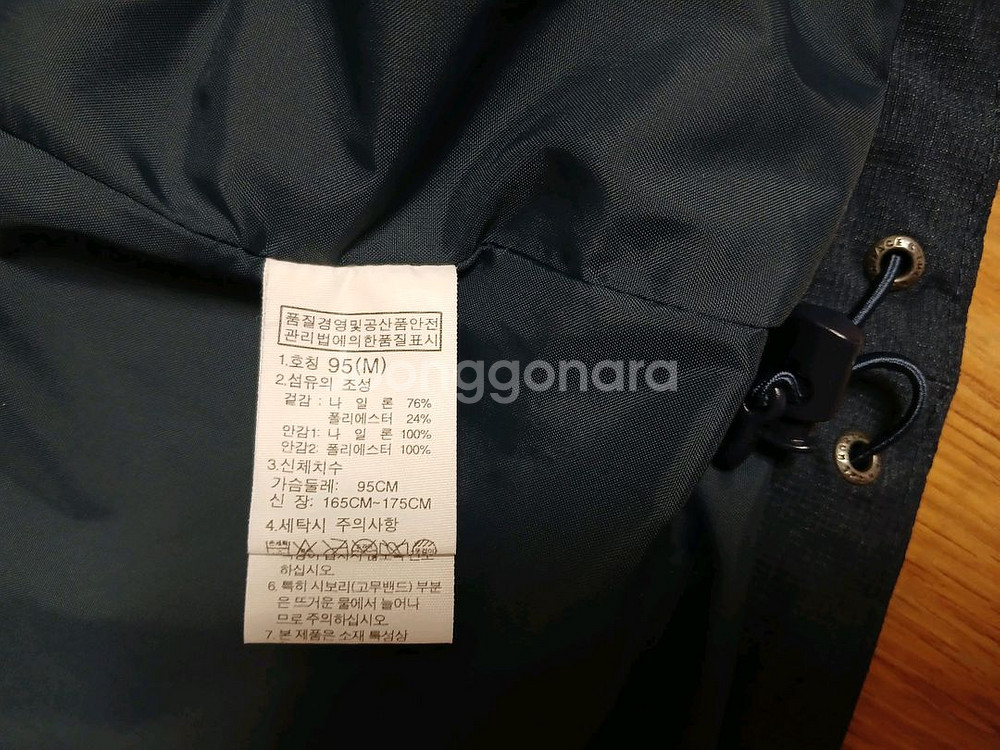 품질경영및공산품안전
관리법에의한품질표시
1.호칭 95(M)
2.섬유의 조성
겉감 : 나 일 론 76%
폴리에스터 24%
안감1: 나 일 론 100%
안감2: 폴리에스터 100%
3.신체치수
가슴둘레: 95CM
신 장: 165CM~175CM
4.세탁시 주의사항
하십시오.
6. 특히 시보리(고무밴드) 부분
은 뜨거운 물에서 늘어나
므로 주의하십시오
7. 본 제품은 소재 특성상
onggonara